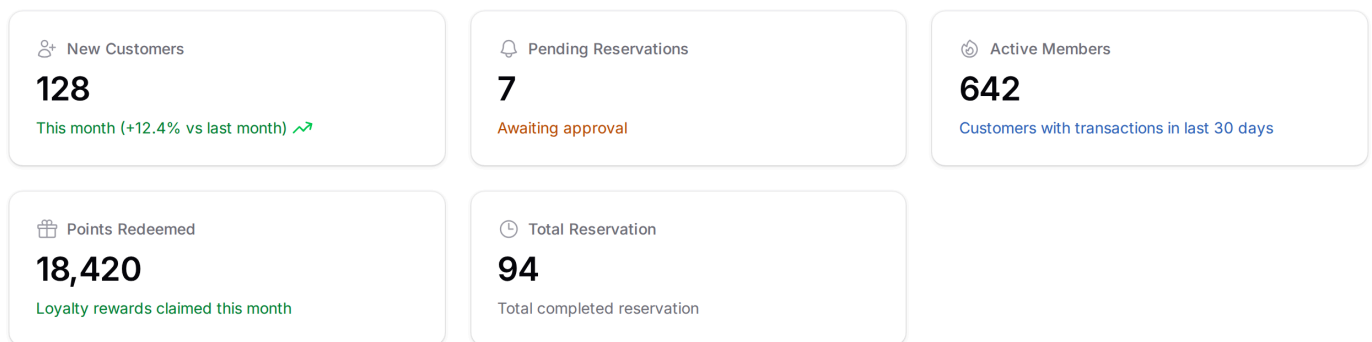 New Customers
128
This month (+12.4% vs last month)
Pending Reservations
7
Awaiting approval
Active Members
642
Customers with transactions in last 30 days
Points Redeemed
18,420
Loyalty rewards claimed this month
Total Reservation
94
Total completed reservation